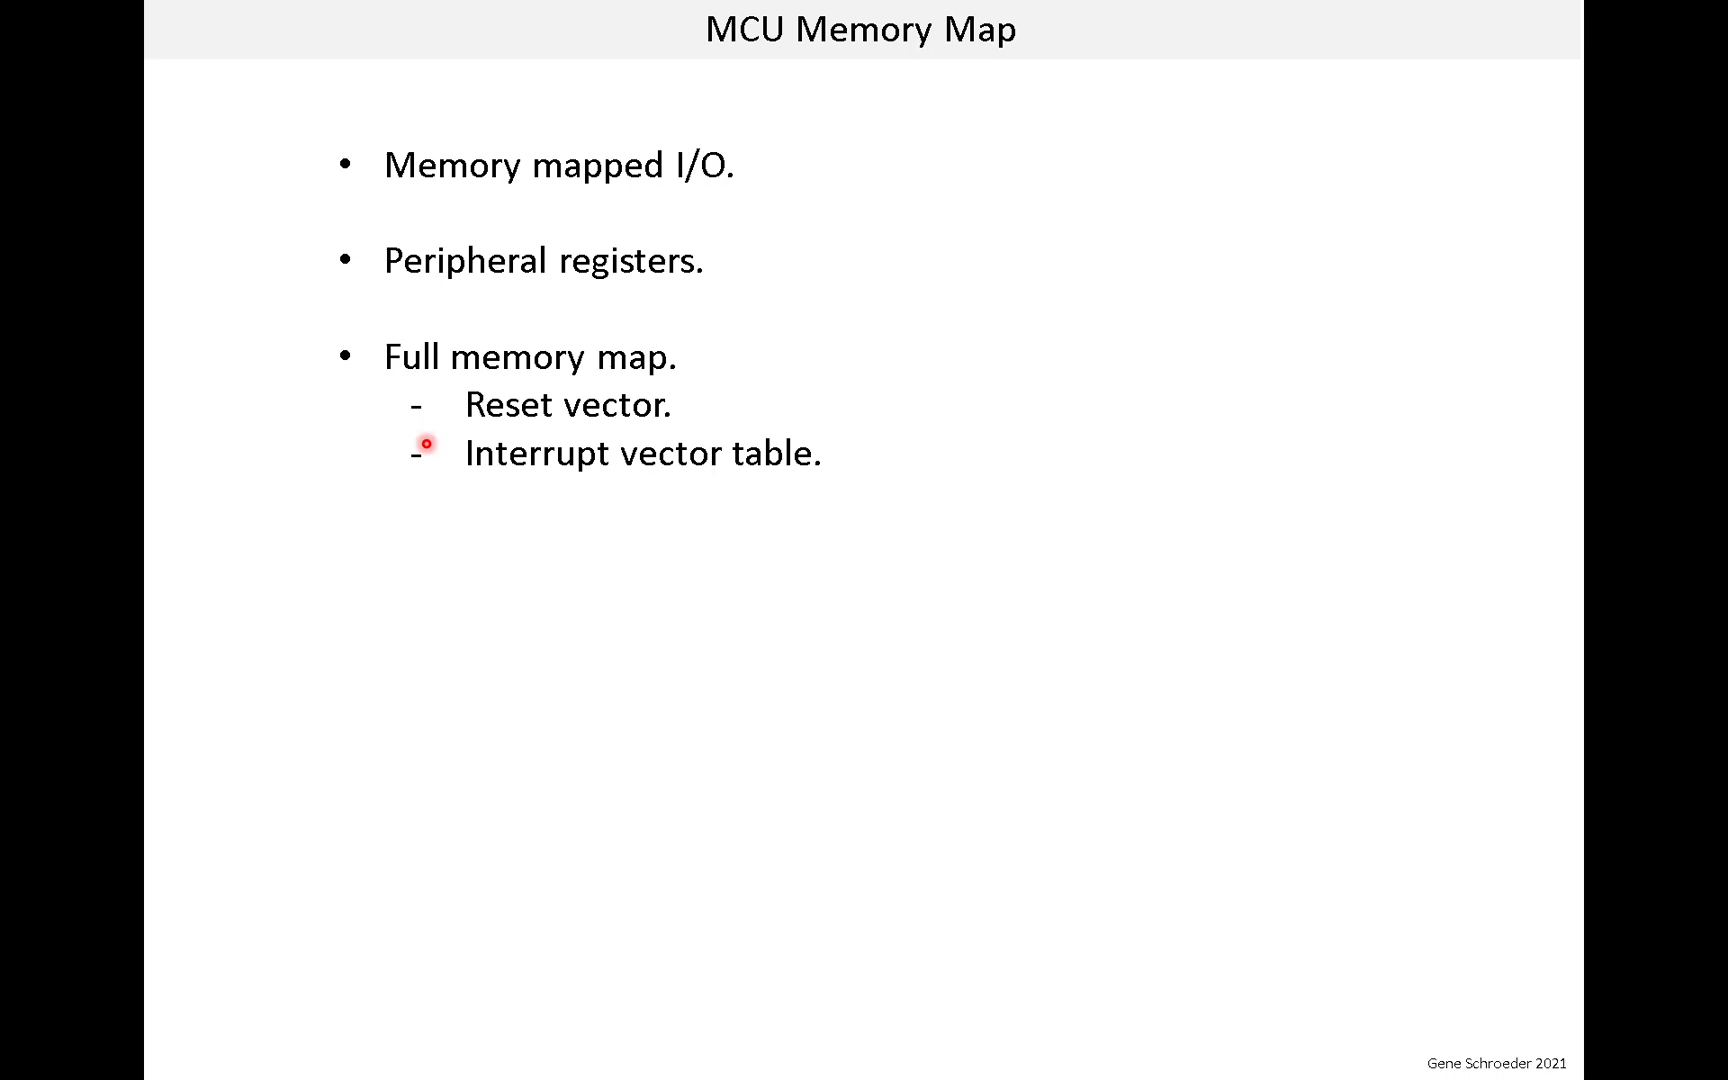 MCU Memory Map
• Memory mapped I/O.
• Peripheral registers.
• Full memory map.
- Reset vector.
- Interrupt vector table.
Gene Schroeder 2021